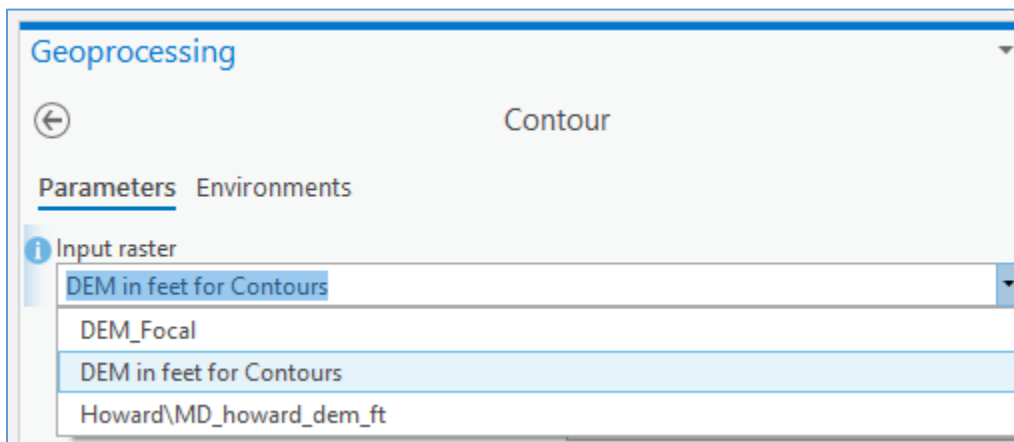 Geoprocessing
Contour
Parameters Environments
Input raster
DEM in feet for Contours
DEM_Focal
DEM in feet for Contours
Howard\MD_howard_dem_ft